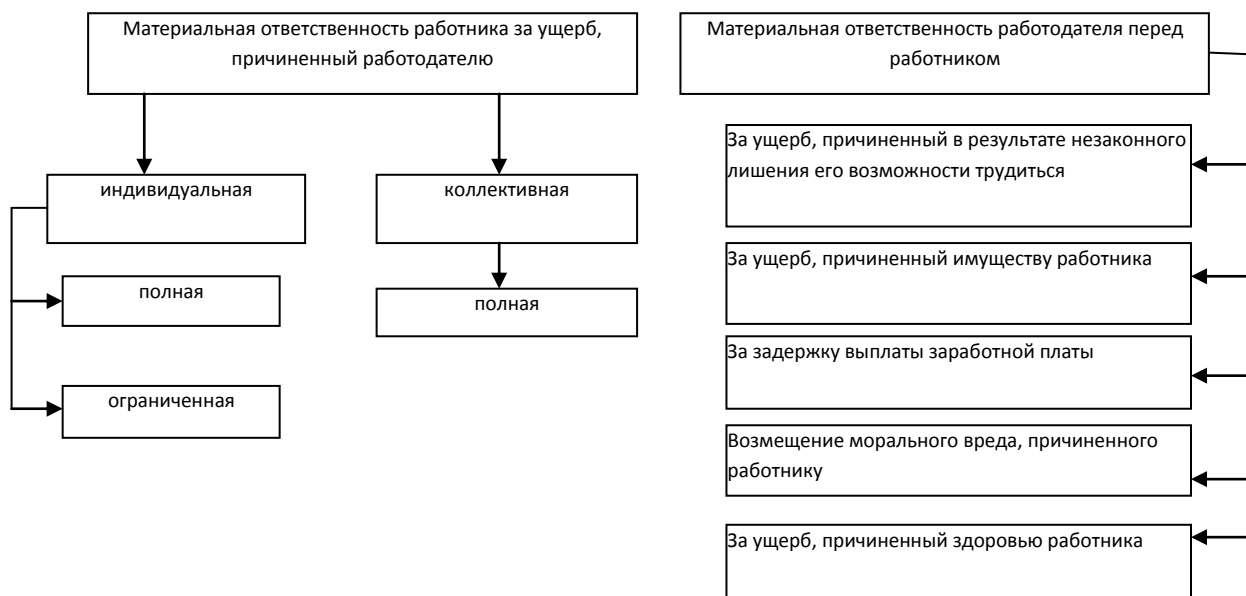 Материальная ответственность работника за ущерб,
причиненный работодателю
индивидуальная
коллективная
полная
полная
ограниченная
Материальная ответственность работодателя перед
работником
За ущерб, причиненный в результате незаконного
лишения его возможности трудиться
За ущерб, причиненный имуществу работника
За задержку выплаты заработной платы
Возмещение морального вреда, причиненного
работнику
За ущерб, причиненный здоровью работника